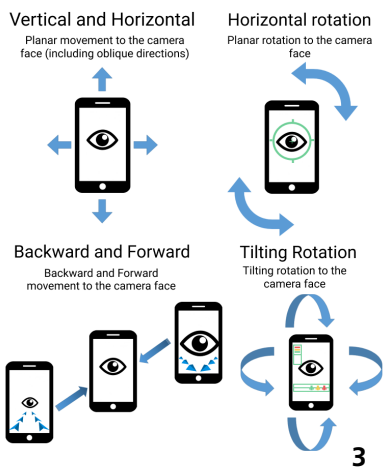 Vertical and Horizontal
Planar movement to the camera
face (including oblique directions)
Horizontal rotation
Planar rotation to the camera
face
Backward and Forward
Backward and Forward
movement to the camera face
Tilting Rotation
Tilting rotation to the
camera face
3